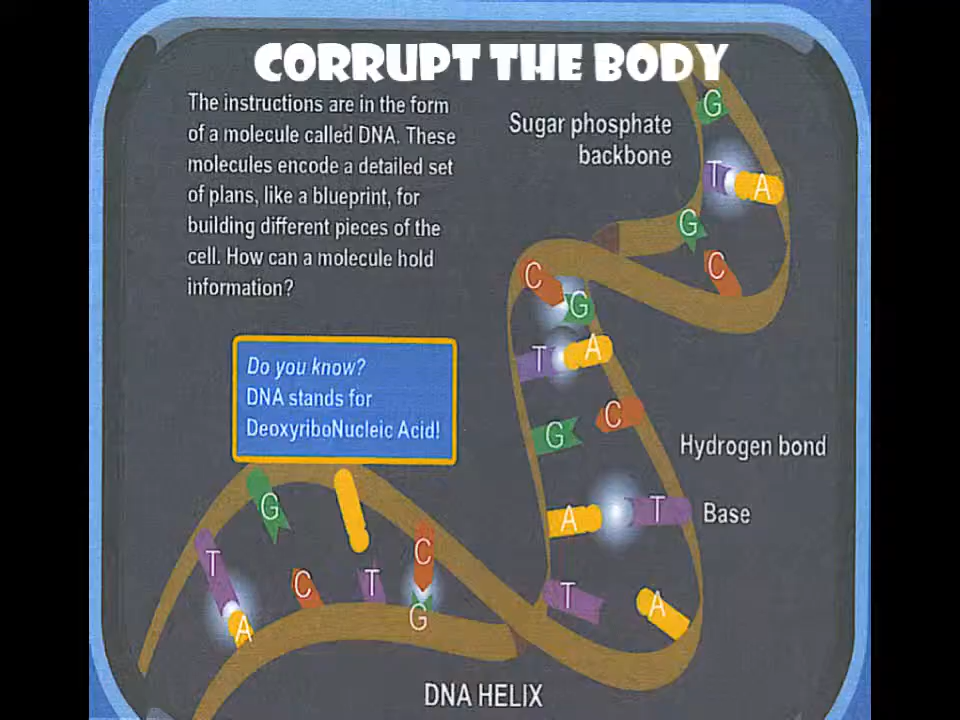 CORRUPT THE BODY
The instructions are in the form
of a molecule called DNA. These
molecules encode a detailed set
of plans, like a blueprint, for
building different pieces of the
cell. How can a molecule hold
information?
Sugar phosphate
backbone
G
T A
G
C
C
G
T A
G C
Hydrogen bond
A T Base
T A
Do you know?
DNA stands for
DeoxyriboNucleic Acid!
G
T C T C
A G
DNA HELIX